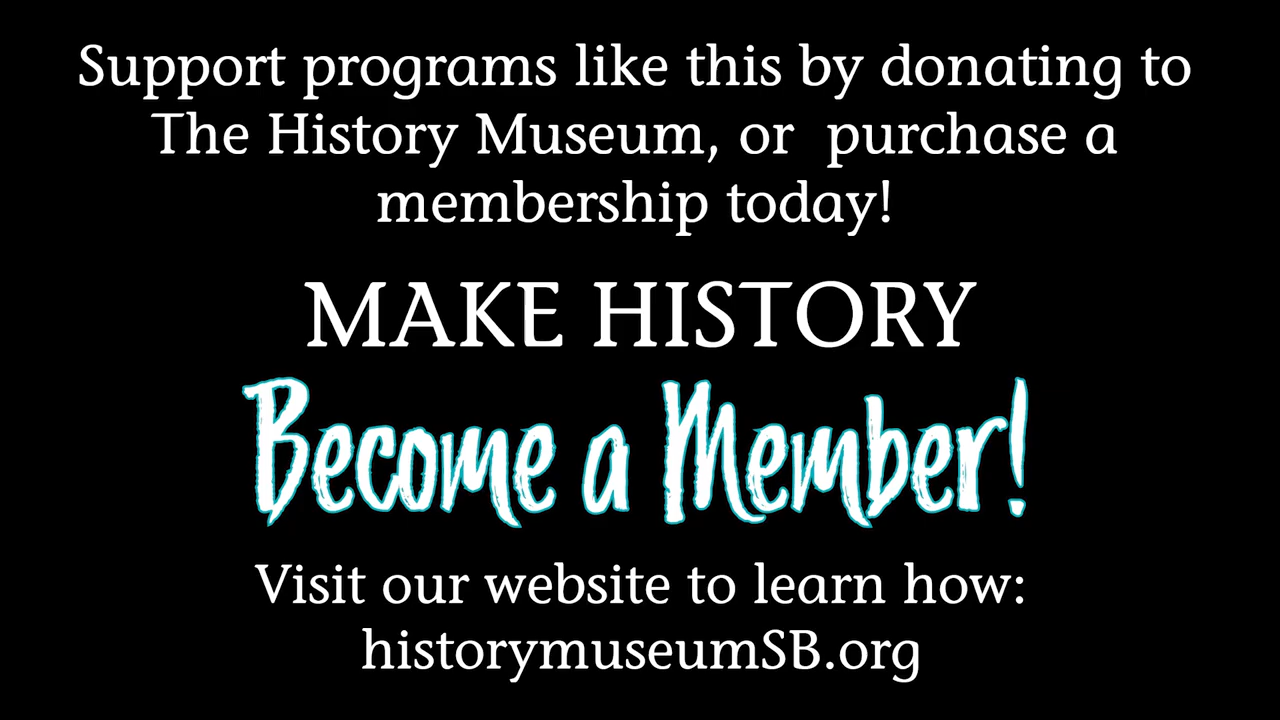 Support programs like this by donating to
The History Museum, or  purchase a
membership today!
MAKE HISTORY
Become a Member!
Visit our website to learn how:
historymuseumSB.org